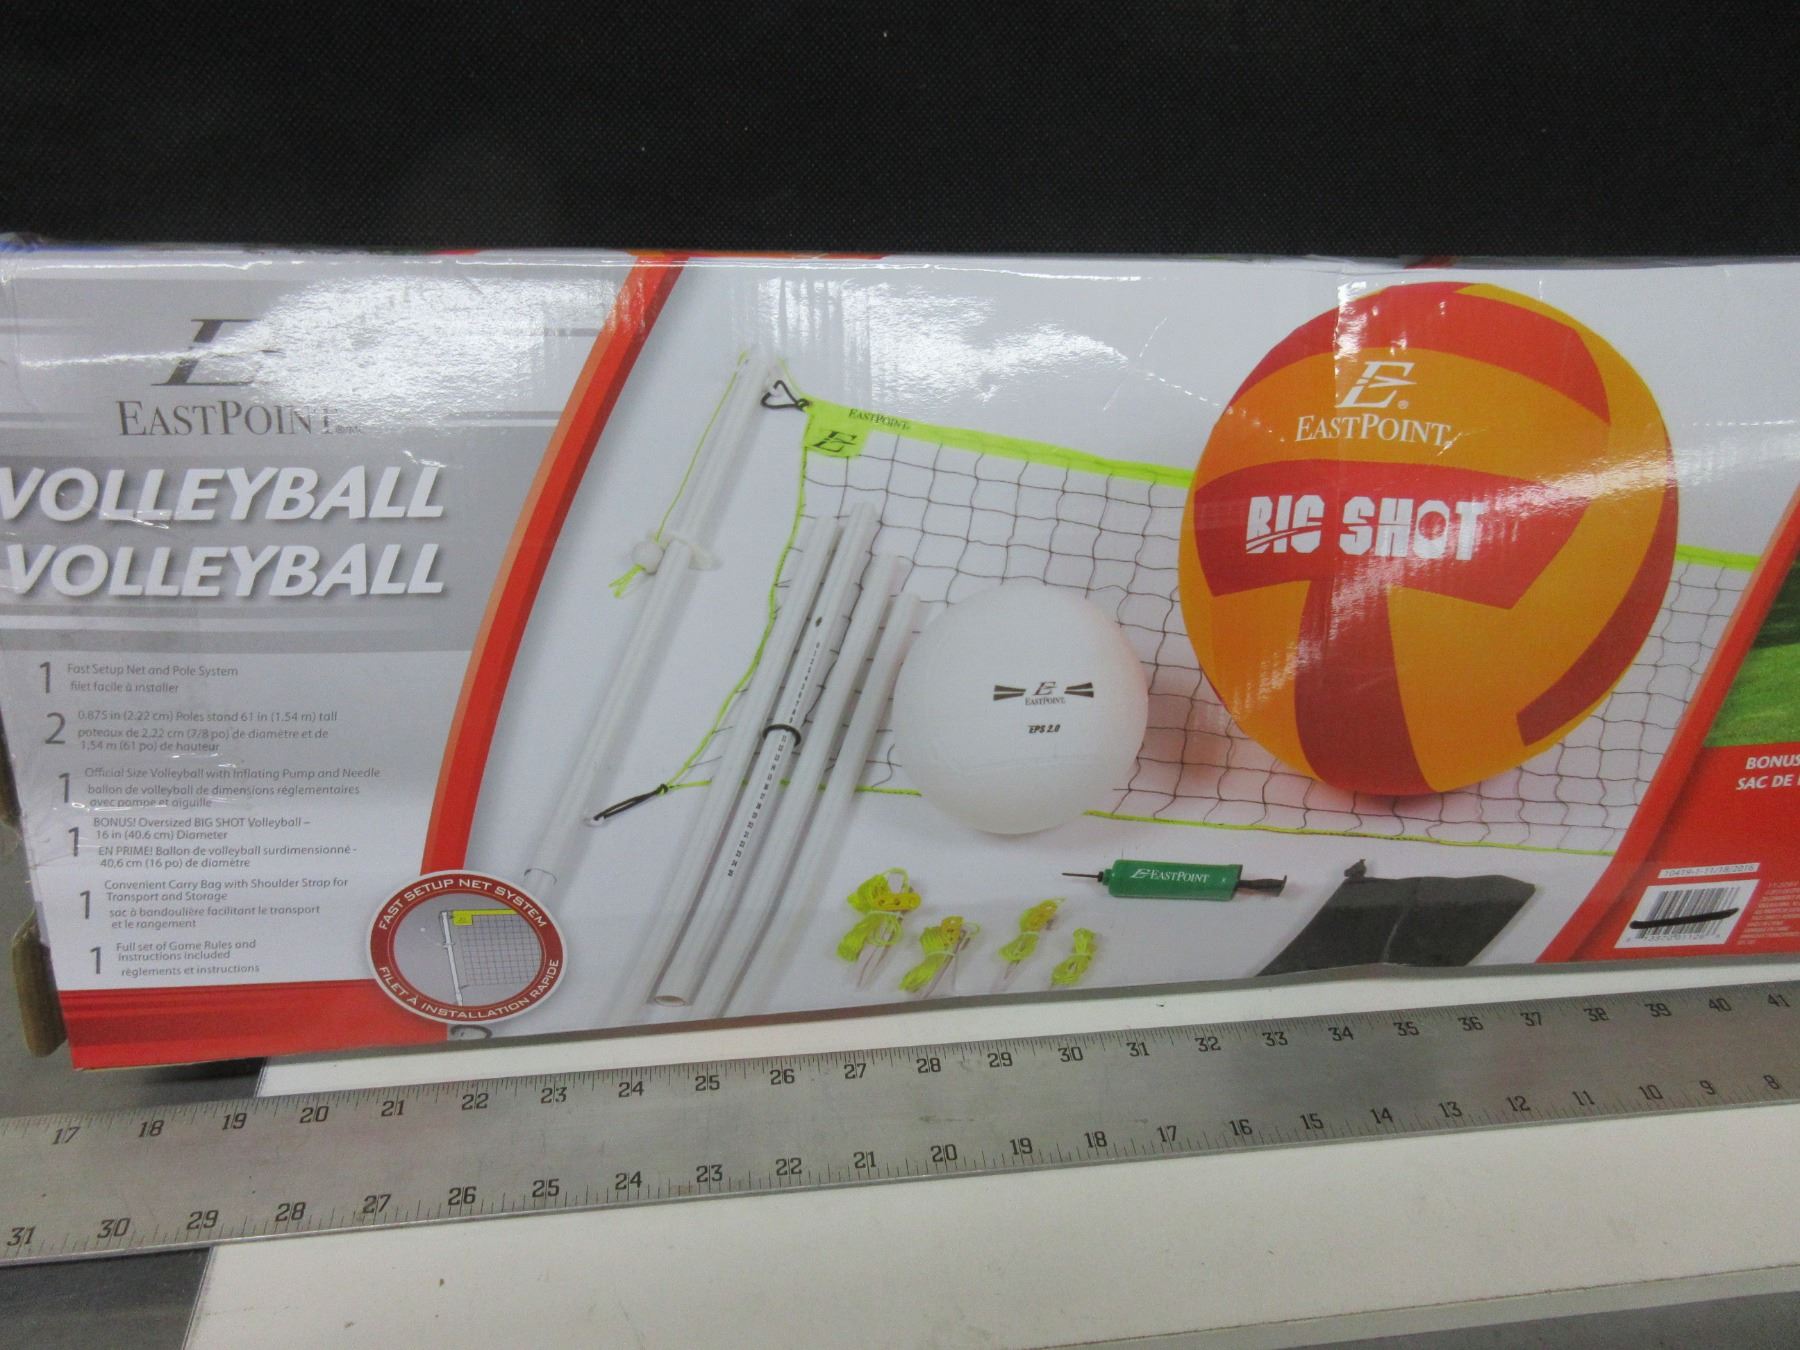 EASTPOINT
VOLLEYBALL
VOLLEYBALL
1 Fast Setup Net and Pole System
filet facile à installer
2 0.875 in (2.22 cm) Poles stand 61 in (1.54 m) tall
poteaux de 2,22 cm (7/8 po) de diamètre et de
1,54 m (61 po) de hauteur
1 Official Size Volleyball with Inflating Pump and Needle
ballon de volleyball de dimensions réglementaires
avec pompe et aiguille
1 BONUS! Oversized BIG SHOT Volleyball –
16 in (40.6 cm) Diameter
EN PRIME! Ballon de volleyball surdimensionné -
40,6 cm (16 po) de diamètre
1 Convenient Carry Bag with Shoulder Strap for
Transport and Storage
sac à bandoulière facilitant le transport
et le rangement
1 Full set of Game Rules and
Instructions included
règlements et instructions
FAST SETUP NET SYSTEM
FILET À INSTALLATION RAPIDE
EASTPOINT
E
EASTPOINT
EPS 2.0
E®
EASTPOINT
BIG SHOT
EASTPOINT
BONUS
SAC DE
10419-1-11/18/2016
17 18 19 20 21 22 23 24 25 26 27 28 29 30 31 32 33 34 35 36 37 38 39 40 41
31 30 29 28 27 26 25 24 23 22 21 20 19 18 17 16 15 14 13 12 11 10 9 8